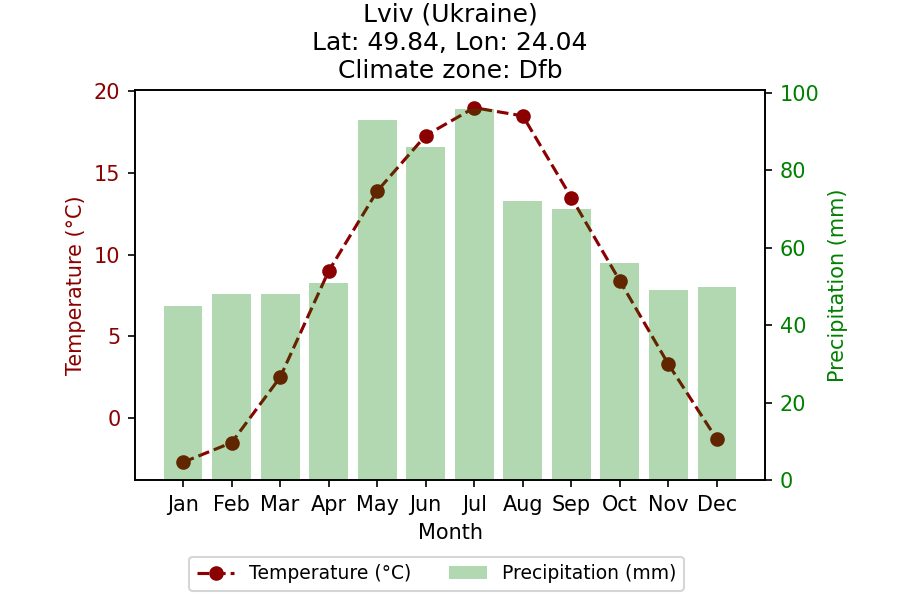 Lviv (Ukraine)
Lat: 49.84, Lon: 24.04
Climate zone: Dfb
20
15
10
5
0
Temperature (°C)
100
80
60
40
20
0
Precipitation (mm)
Jan Feb Mar Apr May Jun Jul Aug Sep Oct Nov Dec
Month
Temperature (°C) Precipitation (mm)